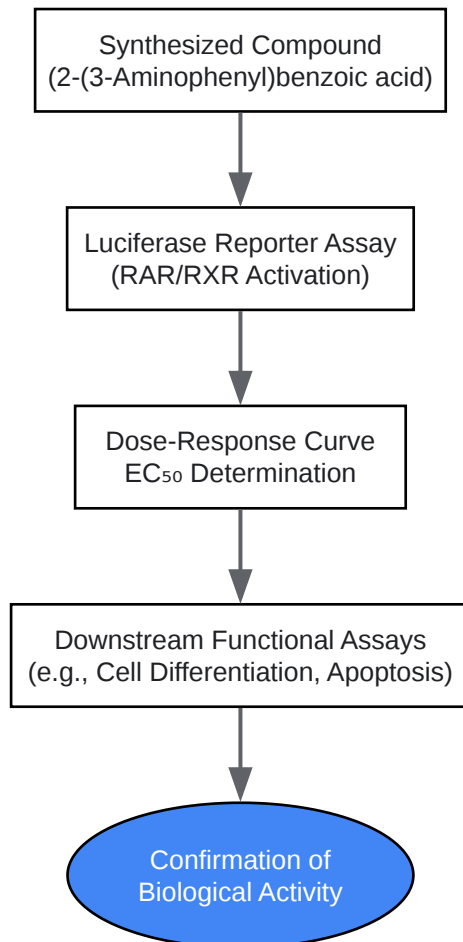 Synthesized Compound
(2-(3-Aminophenyl)benzoic acid)
Luciferase Reporter Assay
(RAR/RXR Activation)
Dose-Response Curve
EC₅₀ Determination
Downstream Functional Assays
(e.g., Cell Differentiation, Apoptosis)
Confirmation of
Biological Activity